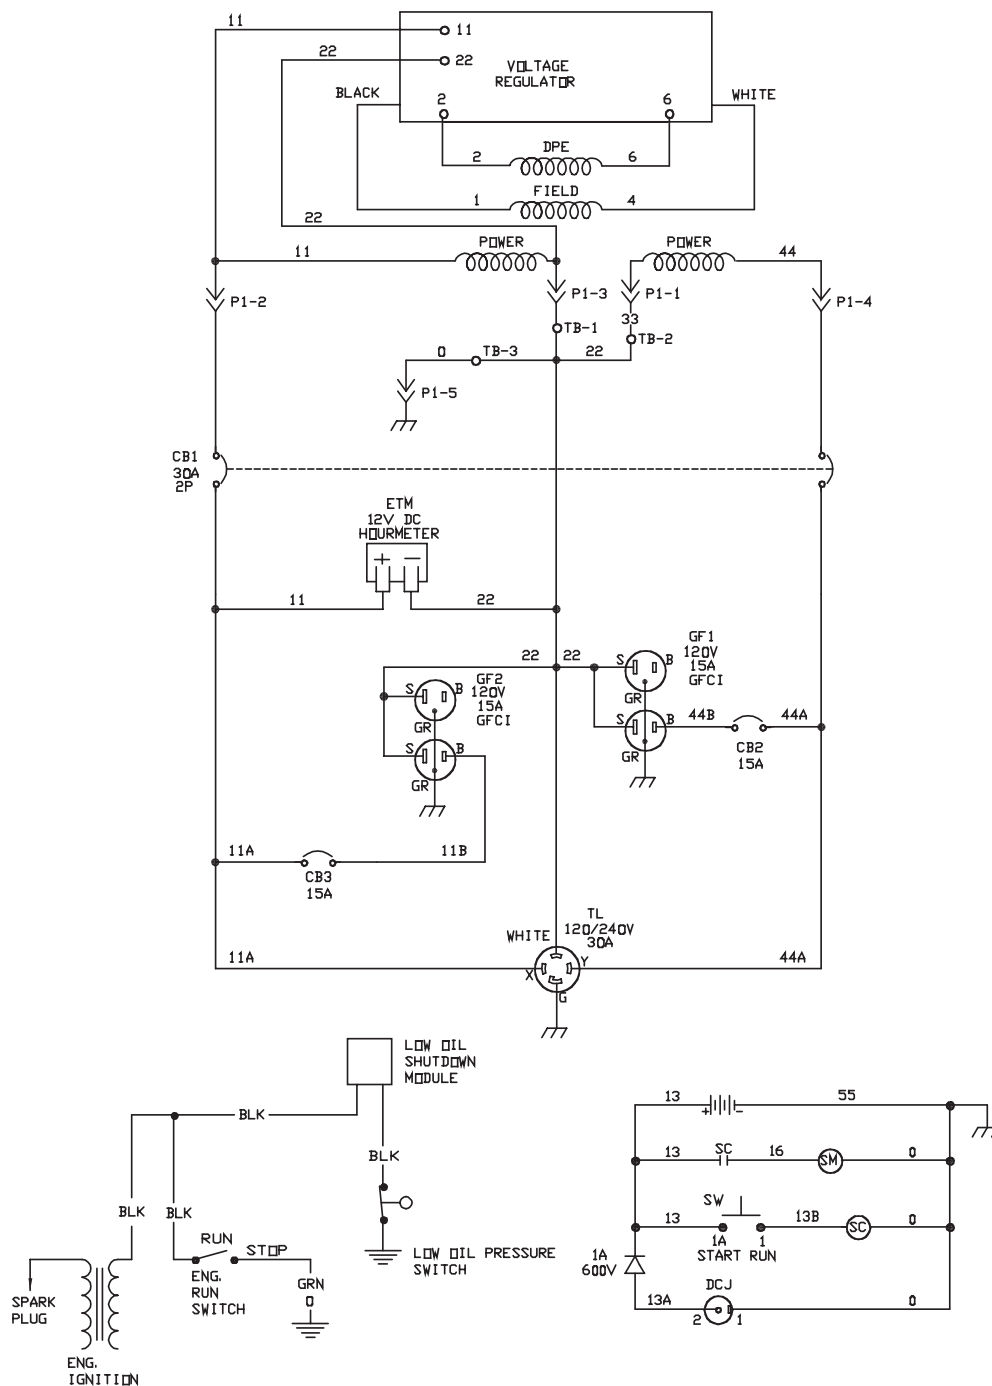 11
11
22
22
VOLTAGE
REGULATOR
BLACK
WHITE
2
6
DPE
2
6
FIELD
1
4
22
11
POWER
POWER
44
P1-2
P1-3
P1-1
P1-4
33
TB-1
TB-2
0
TB-3
22
P1-5
CB1
30A
2P
ETM
12V DC
HOURMETER
+ -
11
22
22
22
GF1
120V
15A
GFCI
S
B
GR
GF2
120V
15A
GFCI
S
B
GR
S
B
44B
44A
GR
CB2
15A
S
B
GR
11A
11B
CB3
15A
TL
120/240V
30A
WHITE
11A
X
Y
44A
G
LOW OIL
SHUTDOWN
MODULE
BLK
BLK
BLK
BLK
RUN
STOP
ENG.
RUN
SWITCH
GRN
0
LOW OIL PRESSURE
SWITCH
SPARK
PLUG
ENG.
IGNITION
13
+ -
55
13
SC
16
SM
0
SW
13
1A
1
START RUN
13B
SC
0
1A
600V
DCJ
13A
2
1
0